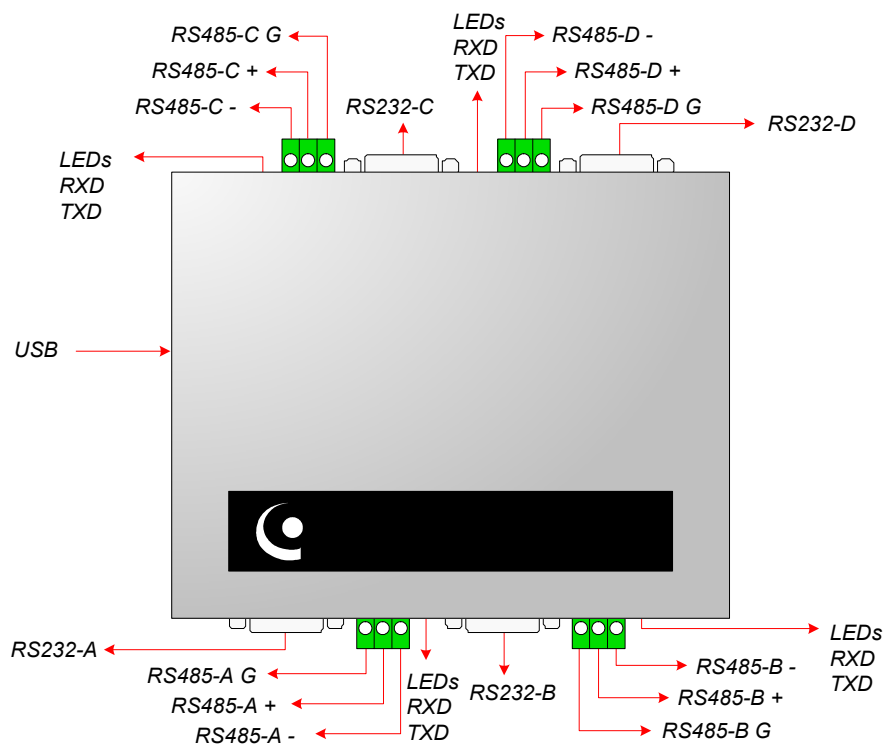 RS485-C G
RS485-C +
RS485-C -
RS232-C
LEDs
RXD
TXD
RS485-D -
RS485-D +
RS485-D G
RS232-D
LEDs
RXD
TXD
USB
RS232-A
RS485-A G
RS485-A +
RS485-A -
LEDs
RXD
TXD
RS232-B
RS485-B -
RS485-B +
RS485-B G
LEDs
RXD
TXD